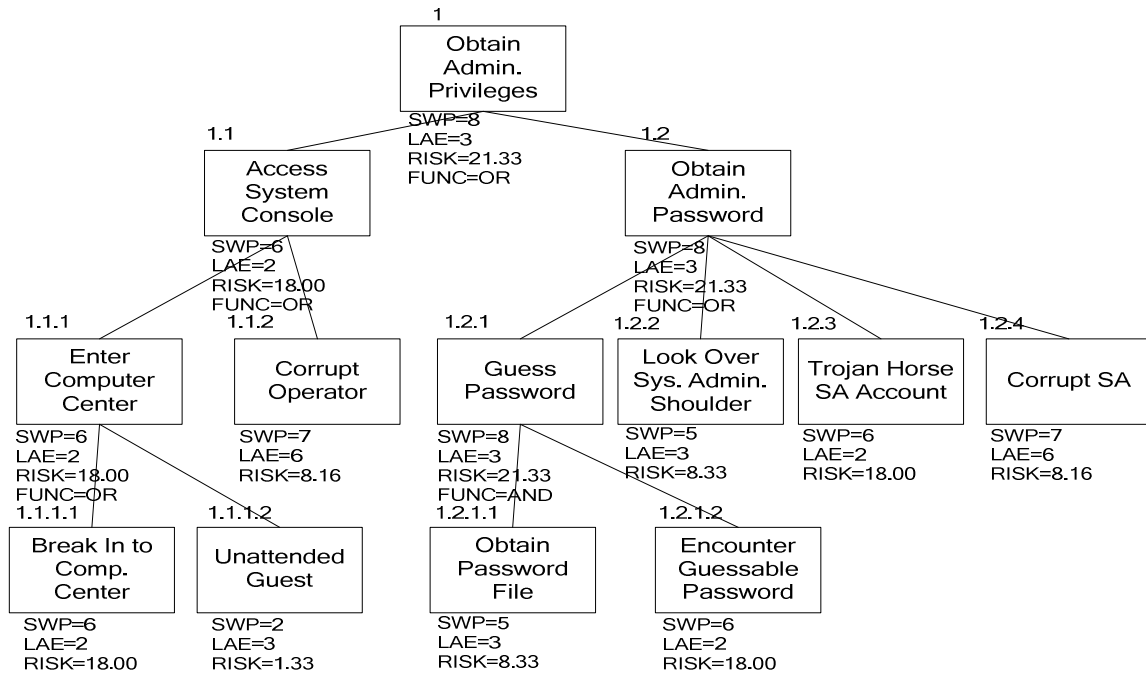 1
Obtain
Admin.
Privileges
SWP=8
LAE=3
RISK=21.33
FUNC=OR
1.1
Access
System
Console
SWP=6
LAE=2
RISK=18.00
FUNC=OR
1.2
Obtain
Admin.
Password
SWP=8
LAE=3
RISK=21.33
FUNC=OR
1.1.1
Enter
Computer
Center
SWP=6
LAE=2
RISK=18.00
FUNC=OR
1.1.2
Corrupt
Operator
SWP=7
LAE=6
RISK=8.16
1.2.1
Guess
Password
SWP=8
LAE=3
RISK=21.33
FUNC=AND
1.2.2
Look Over
Sys. Admin.
Shoulder
SWP=5
LAE=3
RISK=8.33
1.2.3
Trojan Horse
SA Account
SWP=6
LAE=2
RISK=18.00
1.2.4
Corrupt SA
SWP=7
LAE=6
RISK=8.16
1.1.1.1
Break In to
Comp.
Center
SWP=6
LAE=2
RISK=18.00
1.1.1.2
Unattended
Guest
SWP=2
LAE=3
RISK=1.33
1.2.1.1
Obtain
Password
File
SWP=5
LAE=3
RISK=8.33
1.2.1.2
Encounter
Guessable
Password
SWP=6
LAE=2
RISK=18.00